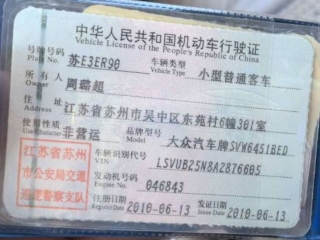 中华人民共和国机动车行驶证
Vehicle License of the People's Republic of China
号牌号码 Plate No. 苏E3ER90 车辆类型 Vehicle Type 小型普通客车
所有人 Owner 周璐超
住址 Address 江苏省苏州市吴中区东苑村6幢301室
使用性质 Use Character 非营运 品牌型号 Model 大众汽车牌SVW6451BED
江苏省苏州
市公安局交通
巡逻警察支队
车辆识别代号 VIN LSVUB25N8A2876605
发动机号码 Engine No. 046843
注册日期 Register Date 2010-06-13 发证日期 Issue Date 2010-06-13